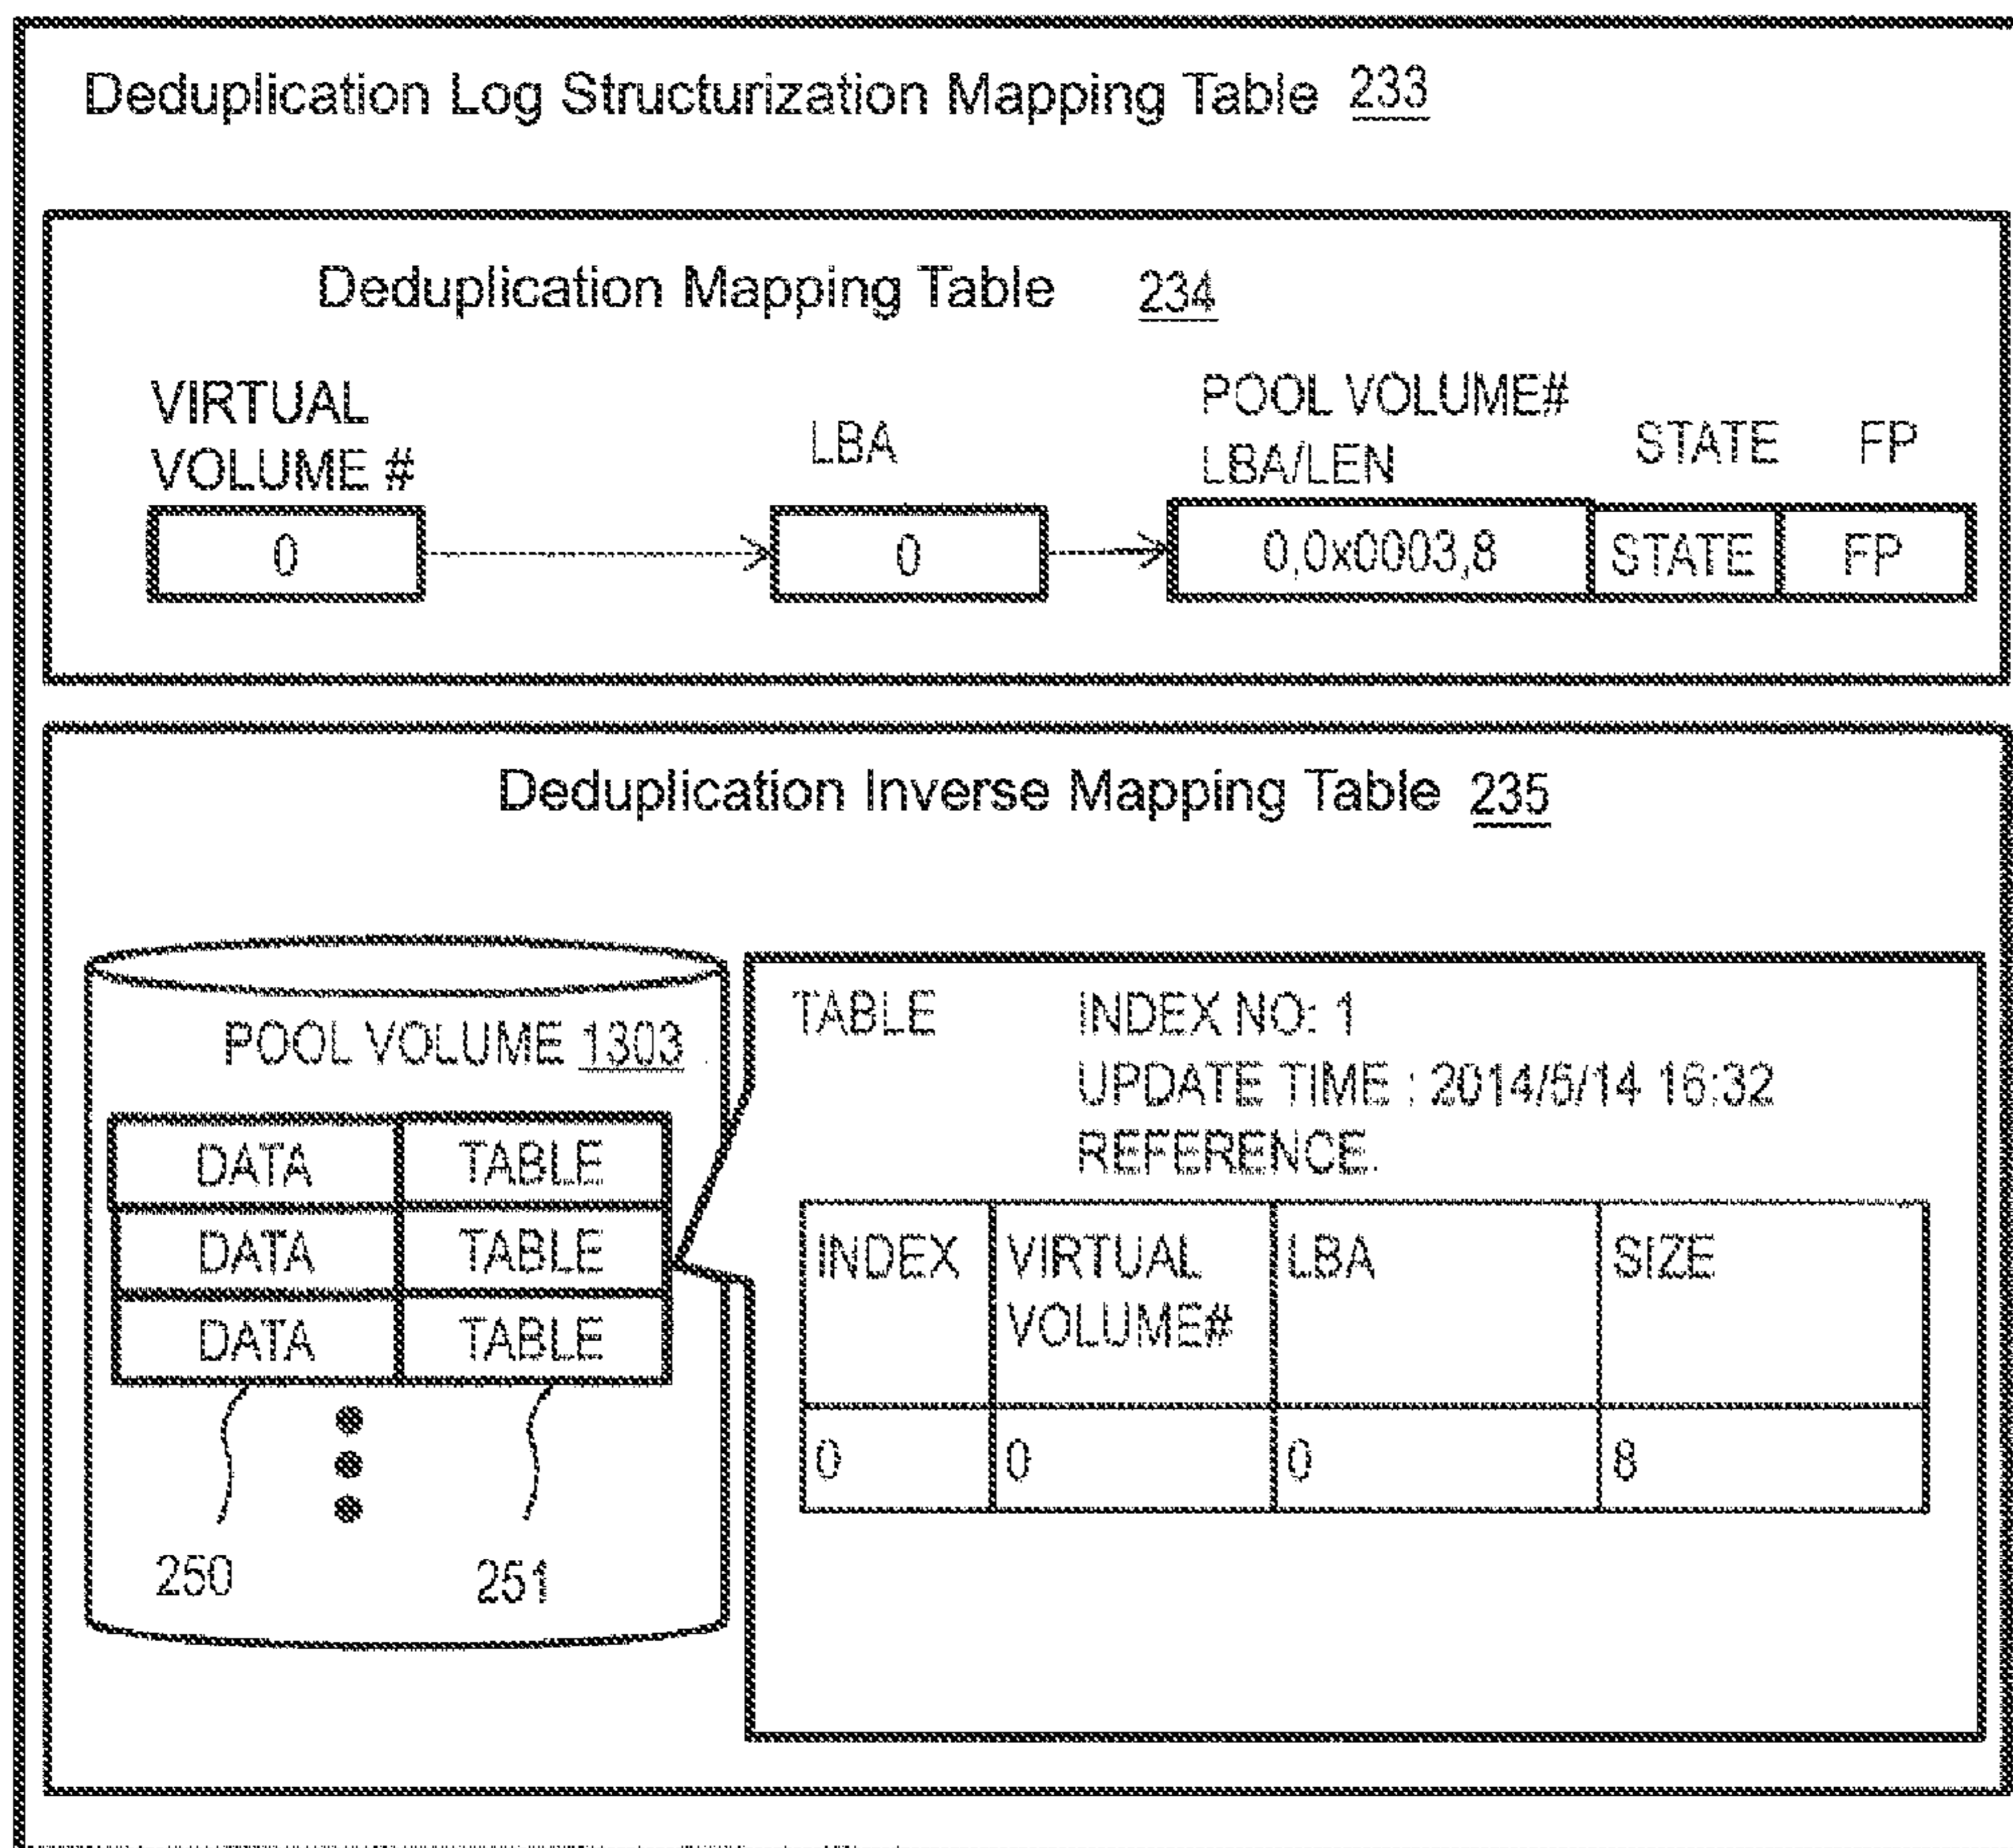 Deduplication Log Structurization Mapping Table 233
Deduplication Mapping Table 234
VIRTUAL
VOLUME #
LBA
POOL VOLUME#
LBA/LEN
STATE FP
0
0
0,0x0003,8
STATE
FP
Deduplication Inverse Mapping Table 235
POOL VOLUME 1303
DATA TABLE
DATA TABLE
DATA TABLE
250
251
TABLE INDEX NO: 1
UPDATE TIME : 2014/5/14 16:32
REFERENCE.
INDEX VIRTUAL LBA SIZE
VOLUME#
0 0 0 8